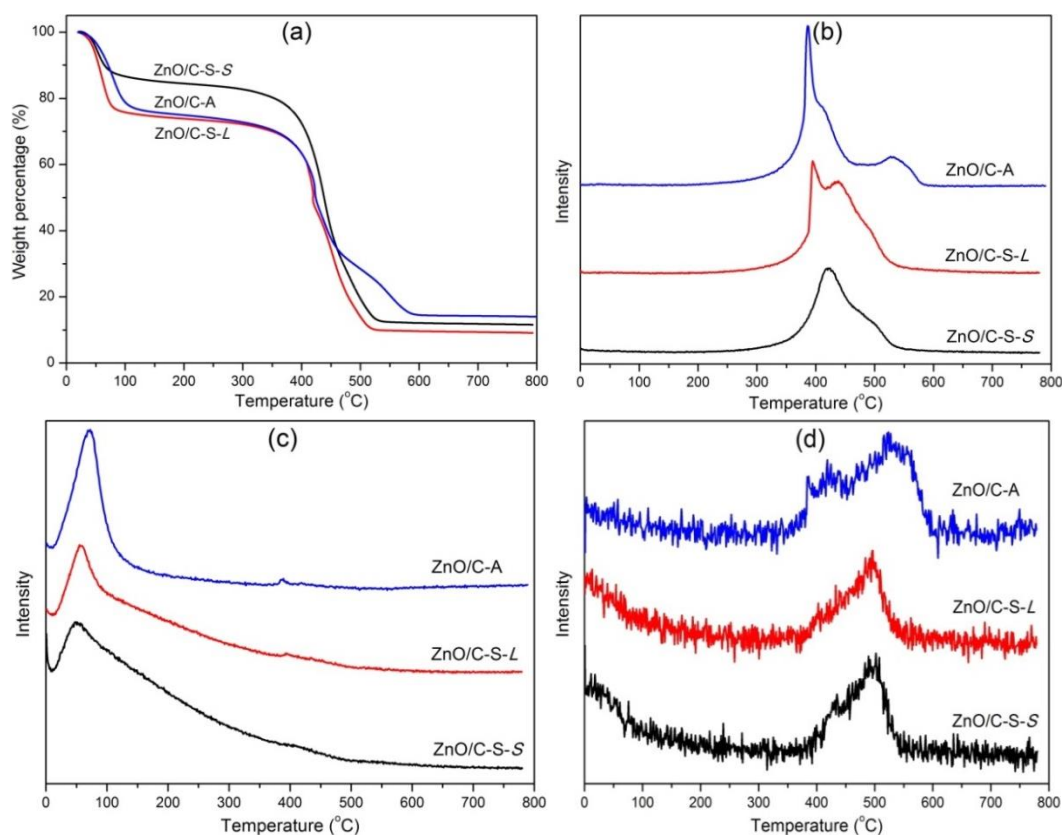 (a)
Weight percentage (%)
100
80
60
40
20
0
ZnO/C-S-S
ZnO/C-A
ZnO/C-S-L
0 100 200 300 400 500 600 700 800
Temperature (°C)
(b)
Intensity
ZnO/C-A
ZnO/C-S-L
ZnO/C-S-S
0 100 200 300 400 500 600 700 800
Temperature (°C)
(c)
Intensity
ZnO/C-A
ZnO/C-S-L
ZnO/C-S-S
0 100 200 300 400 500 600 700 800
Temperature (°C)
(d)
Intensity
ZnO/C-A
ZnO/C-S-L
ZnO/C-S-S
0 100 200 300 400 500 600 700 800
Temperature (°C)